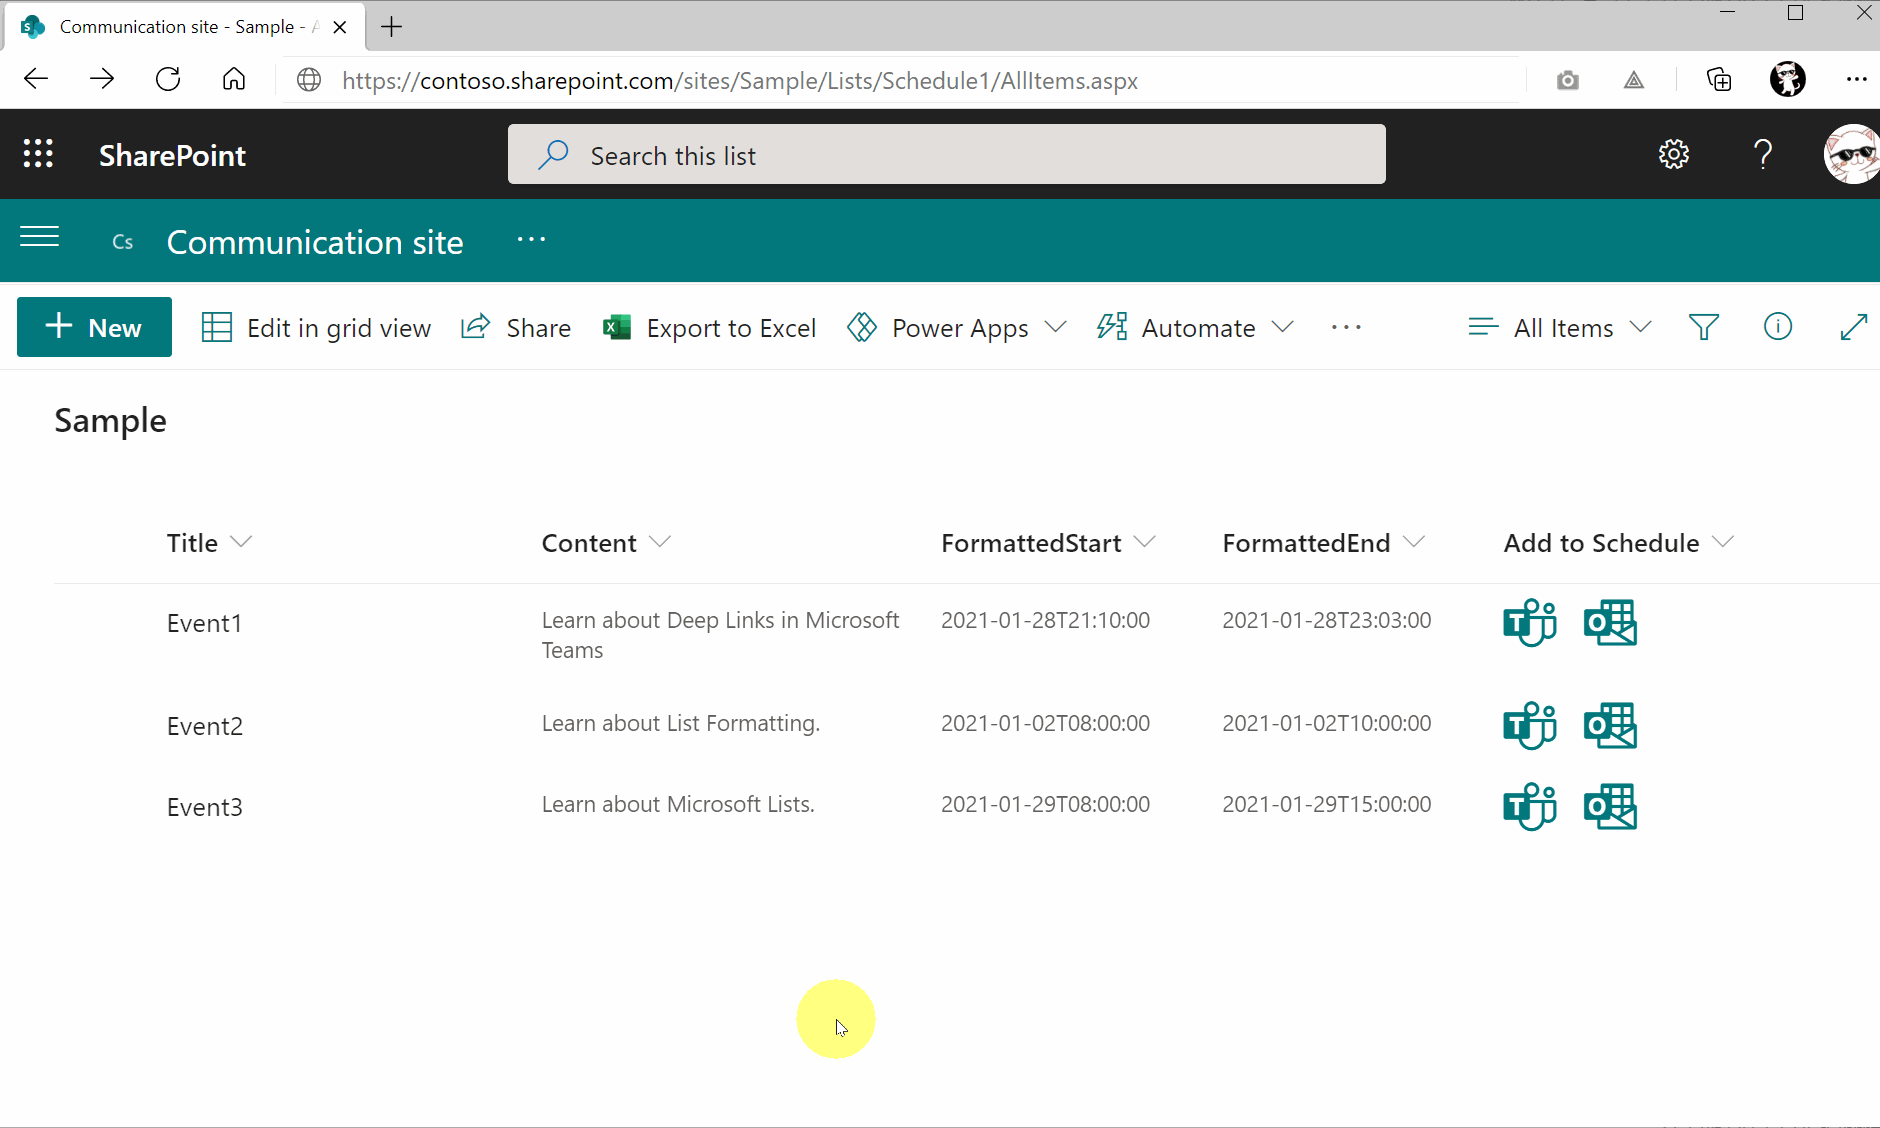 Communication site - Sample - A
https://contoso.sharepoint.com/sites/Sample/Lists/Schedule1/AllItems.aspx
SharePoint
Search this list
Cs Communication site
New Edit in grid view Share Export to Excel Power Apps Automate All Items
Sample
Title Content FormattedStart FormattedEnd Add to Schedule
Event1 Learn about Deep Links in Microsoft 2021-01-28T21:10:00 2021-01-28T23:03:00
Teams
Event2 Learn about List Formatting. 2021-01-02T08:00:00 2021-01-02T10:00:00
Event3 Learn about Microsoft Lists. 2021-01-29T08:00:00 2021-01-29T15:00:00